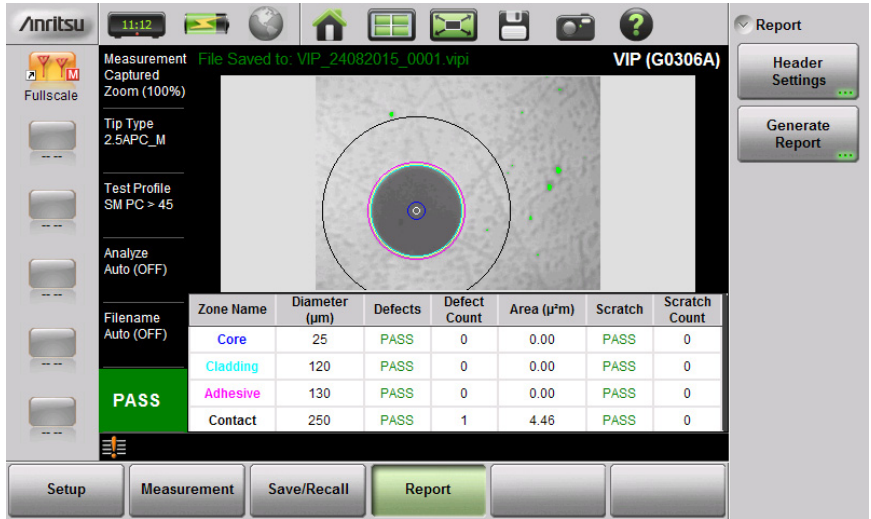 Anritsu
11:12
?
Report
Fullscale
M
Measurement
Captured
Zoom (100%)
File Saved to: VIP_24082015_0001.vipi
VIP (G0306A)
Header
Settings
...
Generate
Report
...
Tip Type
2.5APC_M
Test Profile
SM PC > 45
Analyze
Auto (OFF)
Filename
Auto (OFF)
PASS
-- --
-- --
-- --
-- --
-- --
Zone Name Diameter (µm) Defects Defect Count Area (µ²m) Scratch Scratch Count
Core 25 PASS 0 0.00 PASS 0
Cladding 120 PASS 0 0.00 PASS 0
Adhesive 130 PASS 0 0.00 PASS 0
Contact 250 PASS 1 4.46 PASS 0
Setup Measurement Save/Recall Report